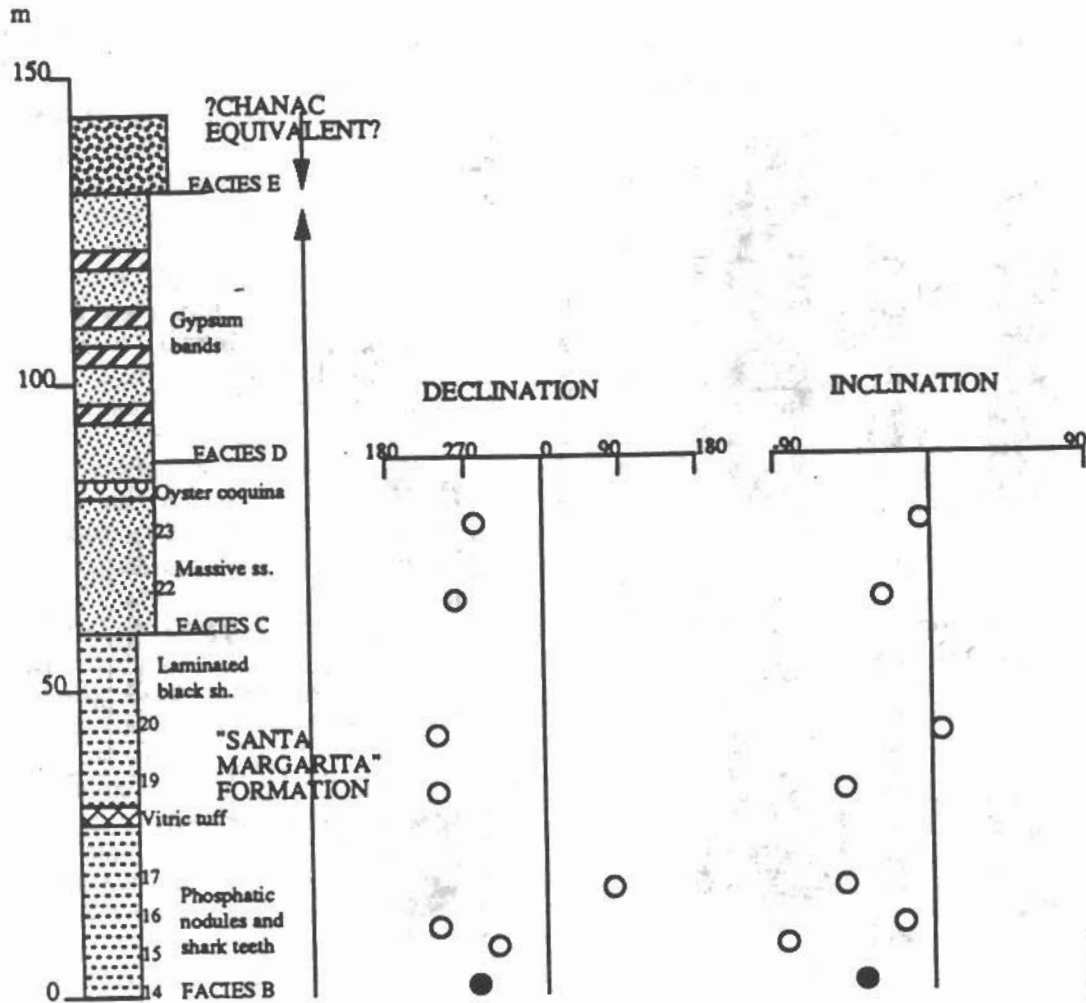 m
150
?CHANAC
EQUIVALENT?
FACIES E
Gypsum
bands
100
DECLINATION
INCLINATION
180 270 0 90 180
-90 90
FACIES D
Oyster coquina
23
Massive ss.
22
FACIES C
Laminated
black sh.
50
20
"SANTA
MARGARITA"
FORMATION
19
Vitric tuff
17
Phosphatic
16
nodules and
shark teeth
15
0
14
FACIES B